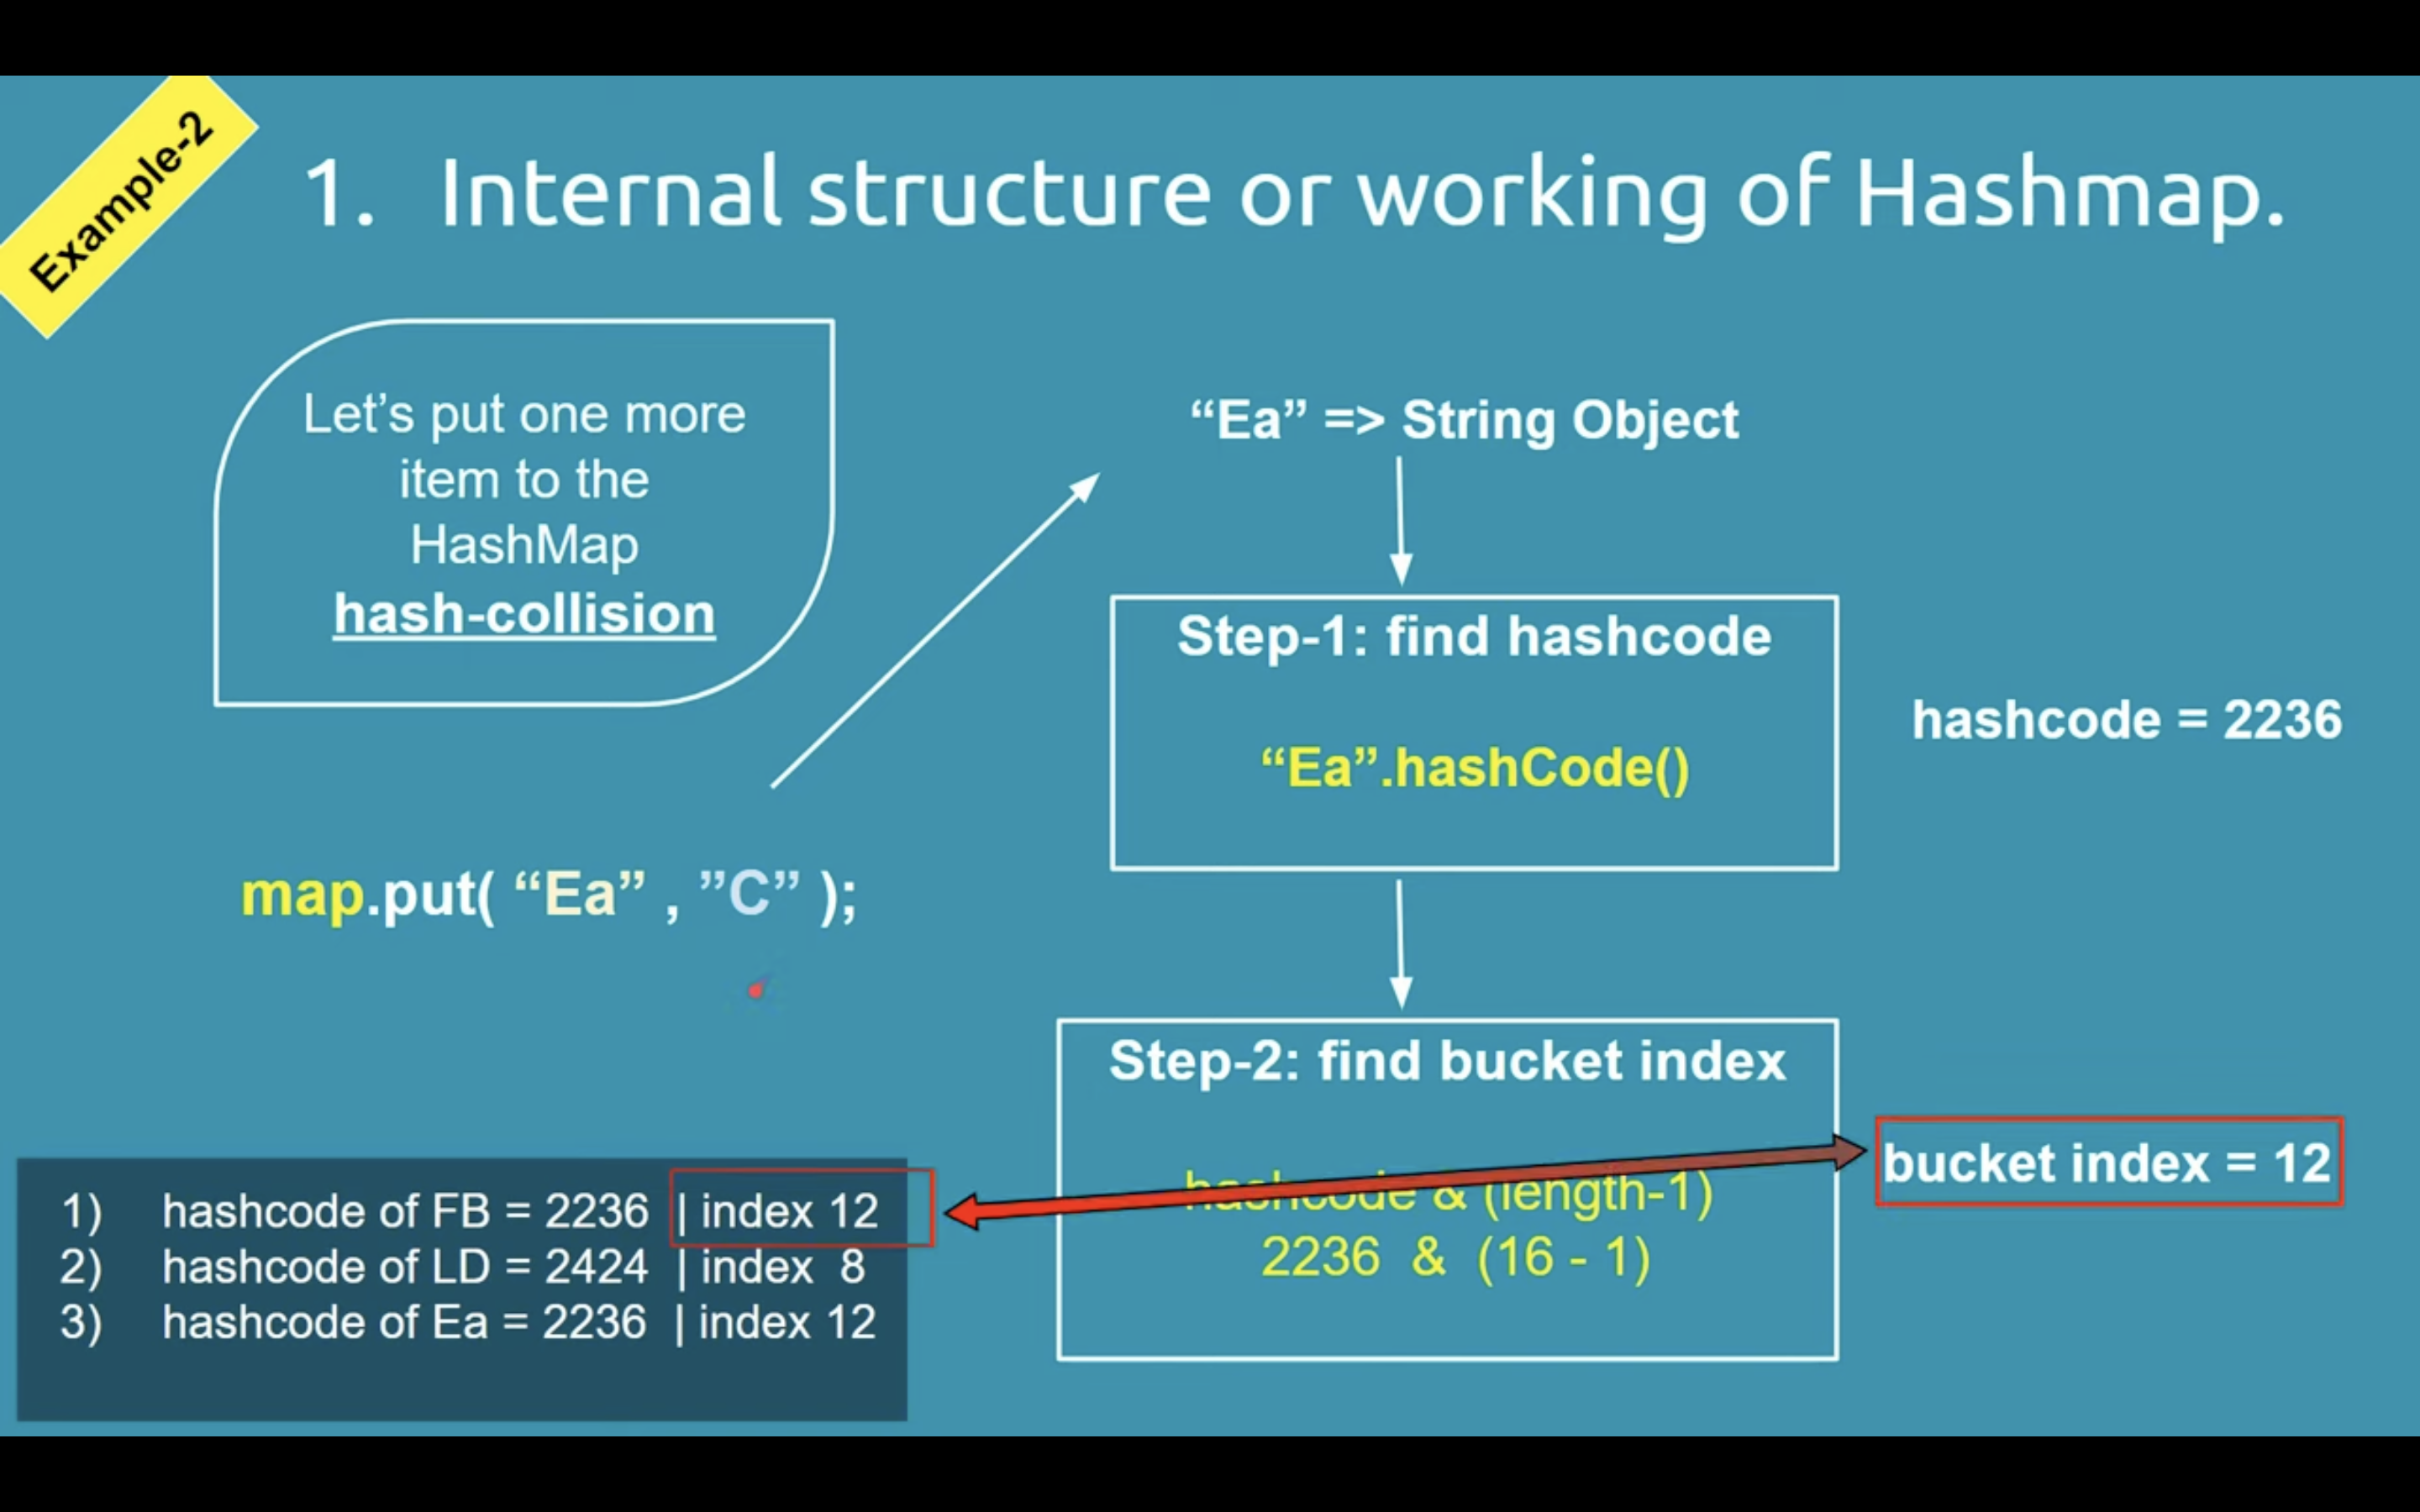 Example-2
1. Internal structure or working of Hashmap.
Let’s put one more
item to the
HashMap
hash-collision
“Ea” => String Object
Step-1: find hashcode
“Ea”.hashCode()
hashcode = 2236
map.put( “Ea” , ”C” );
Step-2: find bucket index
hashcode & (length-1)
2236 & (16 - 1)
bucket index = 12
1) hashcode of FB = 2236 | index 12
2) hashcode of LD = 2424 | index 8
3) hashcode of Ea = 2236 | index 12